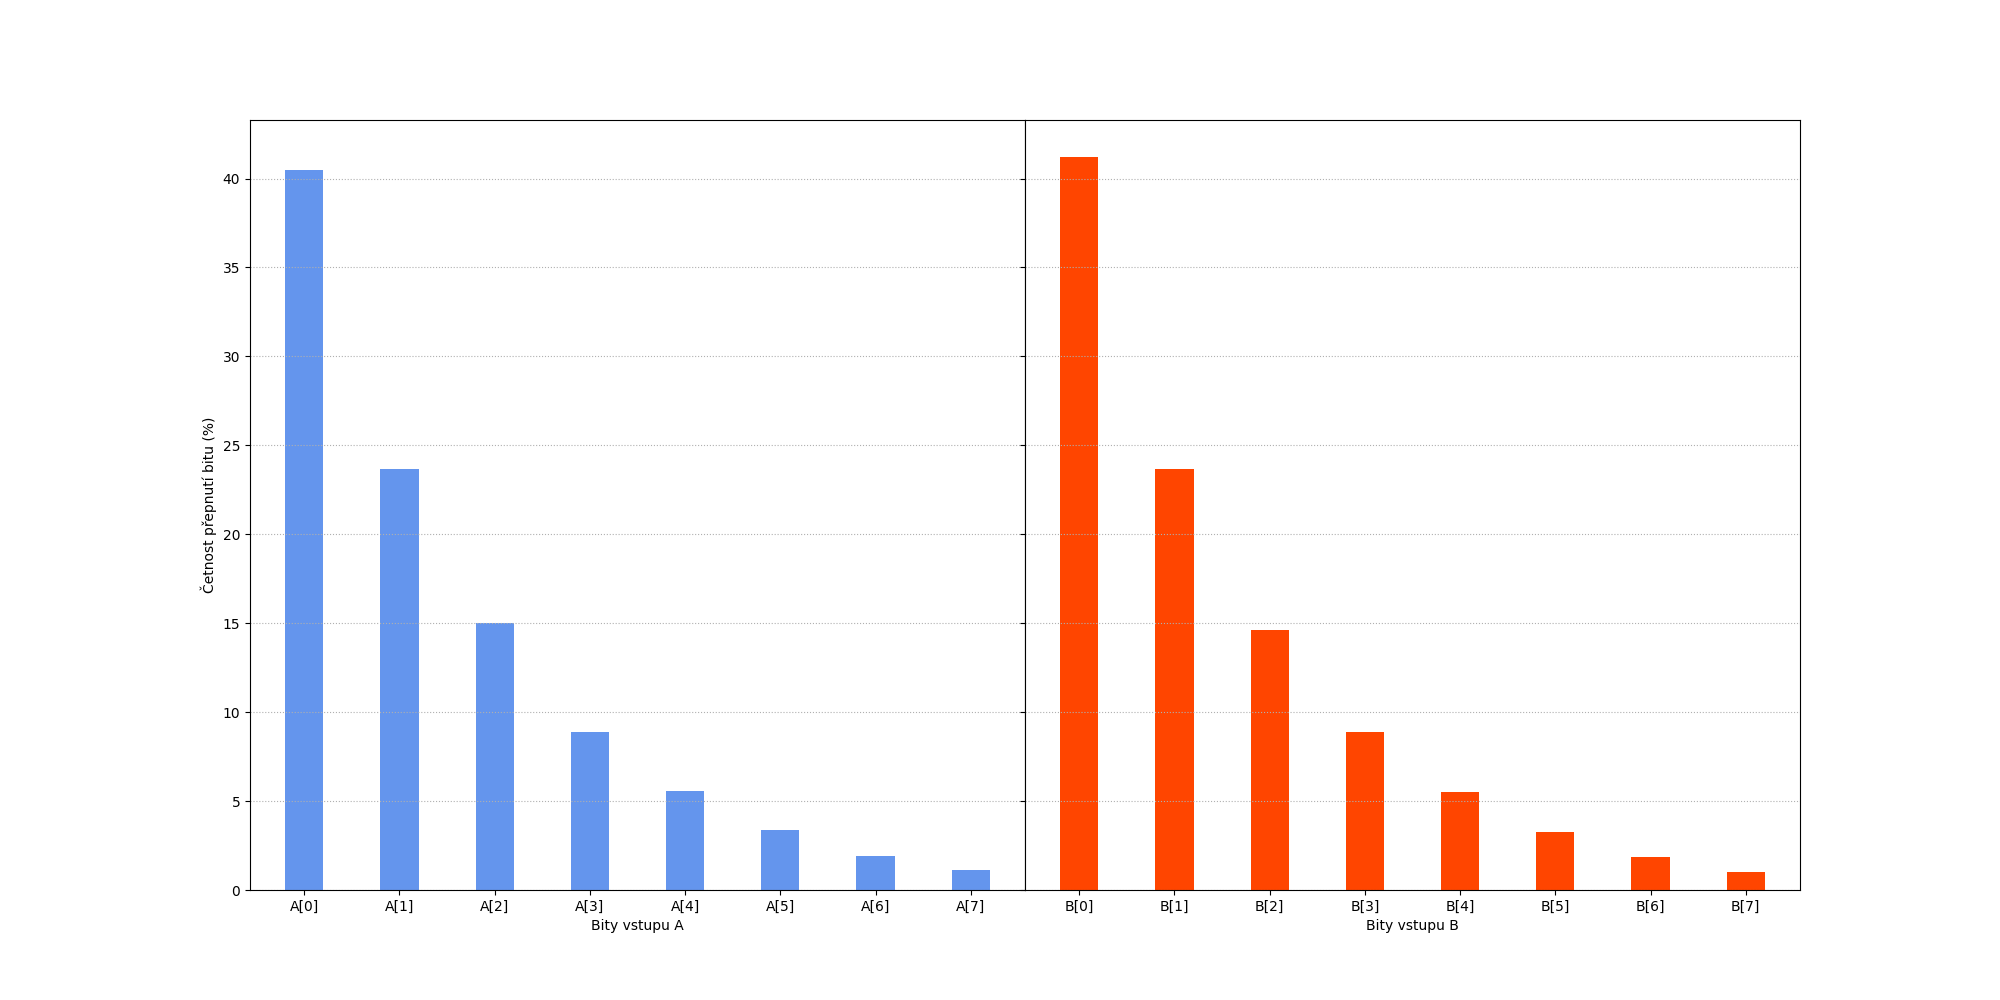 Četnost přepnutí bitu (%)
40
35
30
25
20
15
10
5
0
A[0] A[1] A[2] A[3] A[4] A[5] A[6] A[7]
Bity vstupu A
B[0] B[1] B[2] B[3] B[4] B[5] B[6] B[7]
Bity vstupu B